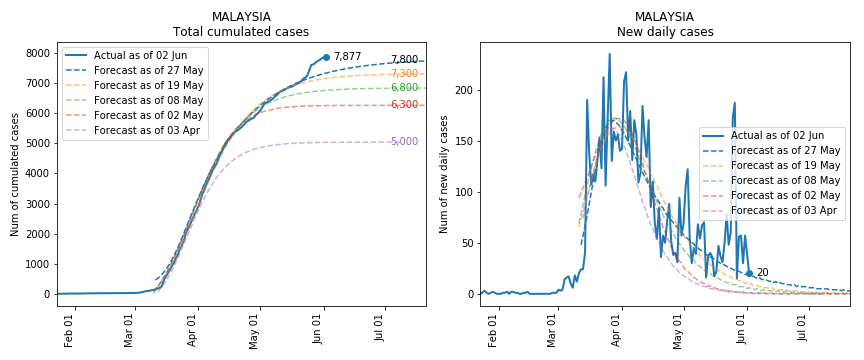 MALAYSIA
Total cumulated cases
Num of cumulated cases
8000
7000
6000
5000
4000
3000
2000
1000
0
Actual as of 02 Jun
Forecast as of 27 May
Forecast as of 19 May
Forecast as of 08 May
Forecast as of 02 May
Forecast as of 03 Apr
7,877
7,800
7,300
6,800
6,300
5,000
Feb 01
Mar 01
Apr 01
May 01
Jun 01
Jul 01
MALAYSIA
New daily cases
Num of new daily cases
200
150
100
50
0
Actual as of 02 Jun
Forecast as of 27 May
Forecast as of 19 May
Forecast as of 08 May
Forecast as of 02 May
Forecast as of 03 Apr
20
Feb 01
Mar 01
Apr 01
May 01
Jun 01
Jul 01